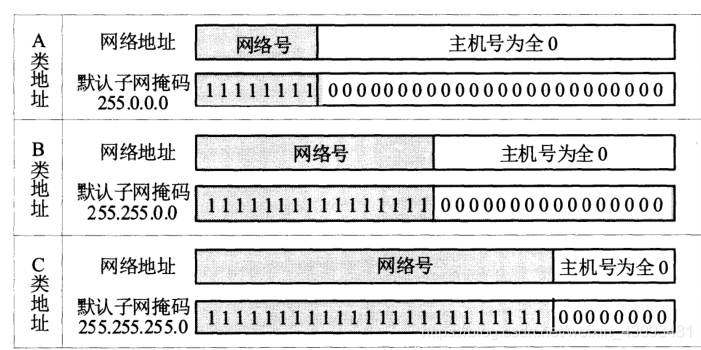 A类地址
网络地址 网络号 主机号为全0
默认子网掩码
255.0.0.0
11111111 000000000000000000000000
B类地址
网络地址 网络号 主机号为全0
默认子网掩码
255.255.0.0
1111111111111111 0000000000000000
C类地址
网络地址 网络号 主机号为全0
默认子网掩码
255.255.255.0
111111111111111111111111 00000000